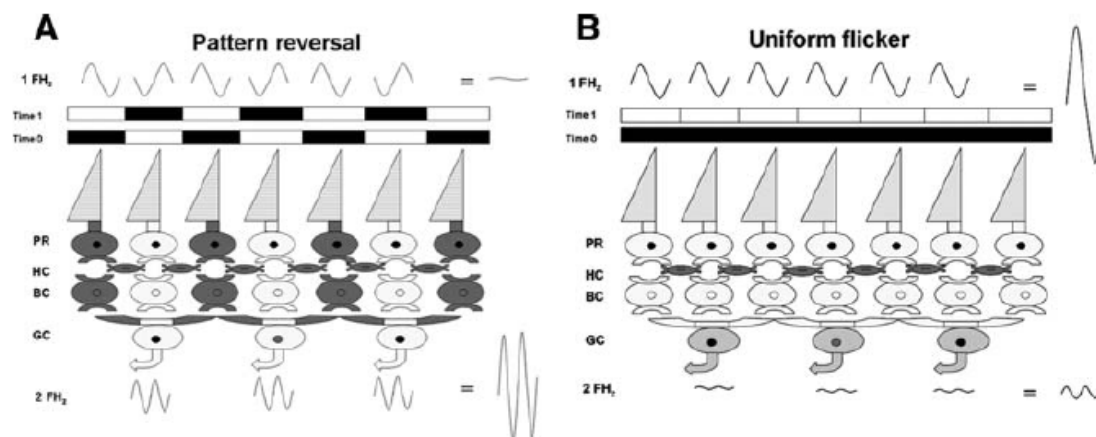 A
Pattern reversal
1 FH₂
=
Time1
Time0
PR
HC
BC
GC
2 FH₂
=
B
Uniform flicker
1 FH₂
=
Time1
Time0
PR
HC
BC
GC
2 FH₂
=